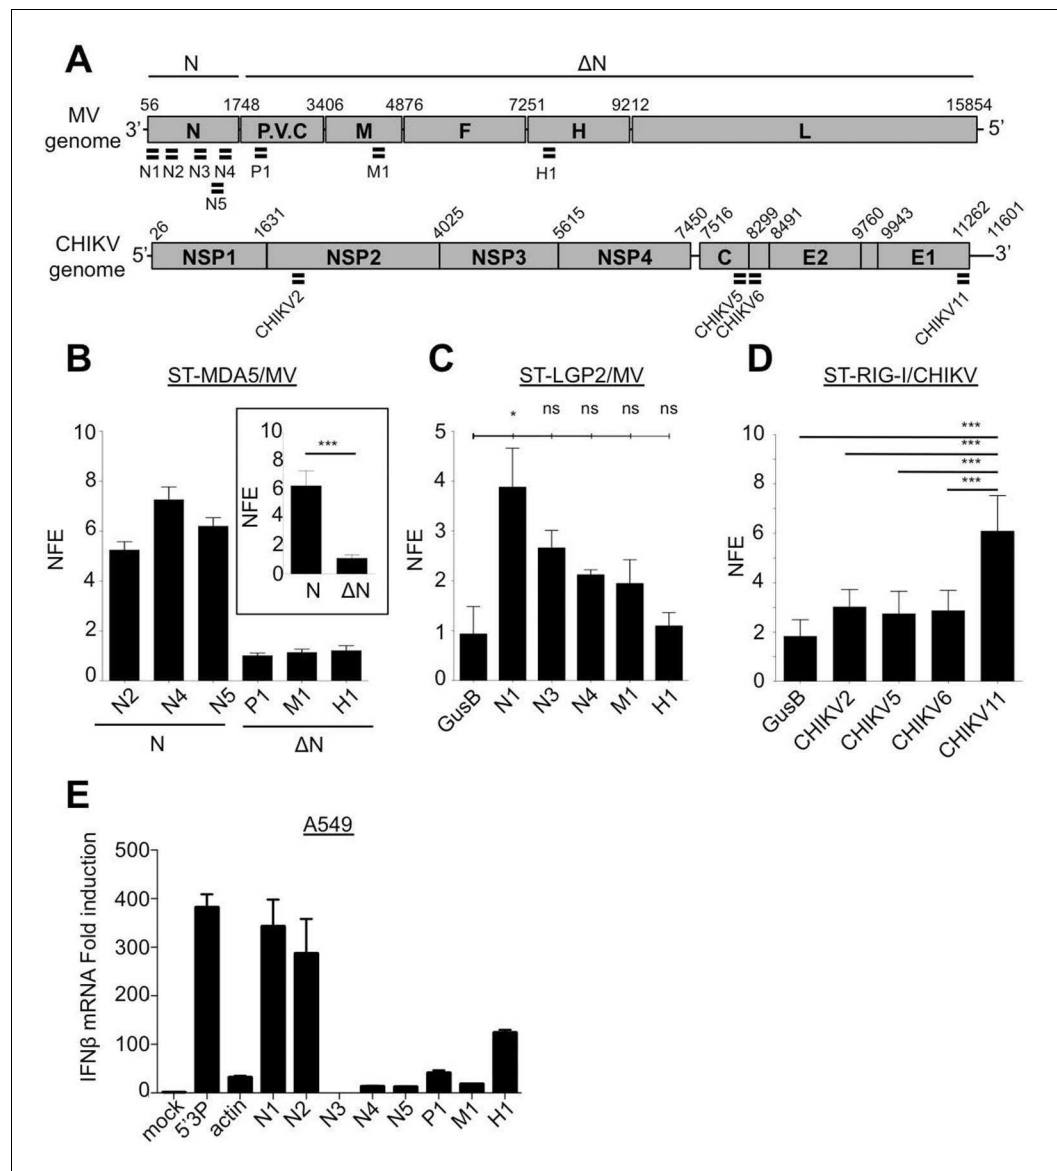 A
N ΔN
MV genome
56 1748 3406 4876 7251 9212 15854
3' N P.V.C M F H L 5'
N1 N2 N3 N4 P1 M1 H1
N5
CHIKV genome
26 1631 4025 5615 7450 7516 8299 8491 9760 9943 11262 11601
5' NSP1 NSP2 NSP3 NSP4 C E2 E1 3'
CHIKV2 CHIKV5 CHIKV6 CHIKV11
B
ST-MDA5/MV
NFE
10
8
6
4
2
0
N2 N4 N5 P1 M1 H1
N ΔN
NFE
10
8
6
4
2
0
***
N ΔN
C
ST-LGP2/MV
* ns ns ns ns
NFE
5
4
3
2
1
0
GusB N1 N3 N4 M1 H1
D
ST-RIG-I/CHIKV
***
***
***
***
NFE
10
8
6
4
2
0
GusB CHIKV2 CHIKV5 CHIKV6 CHIKV11
E
A549
IFNβ mRNA Fold induction
500
400
300
200
100
0
mock 5'3P actin N1 N2 N3 N4 N5 P1 M1 H1